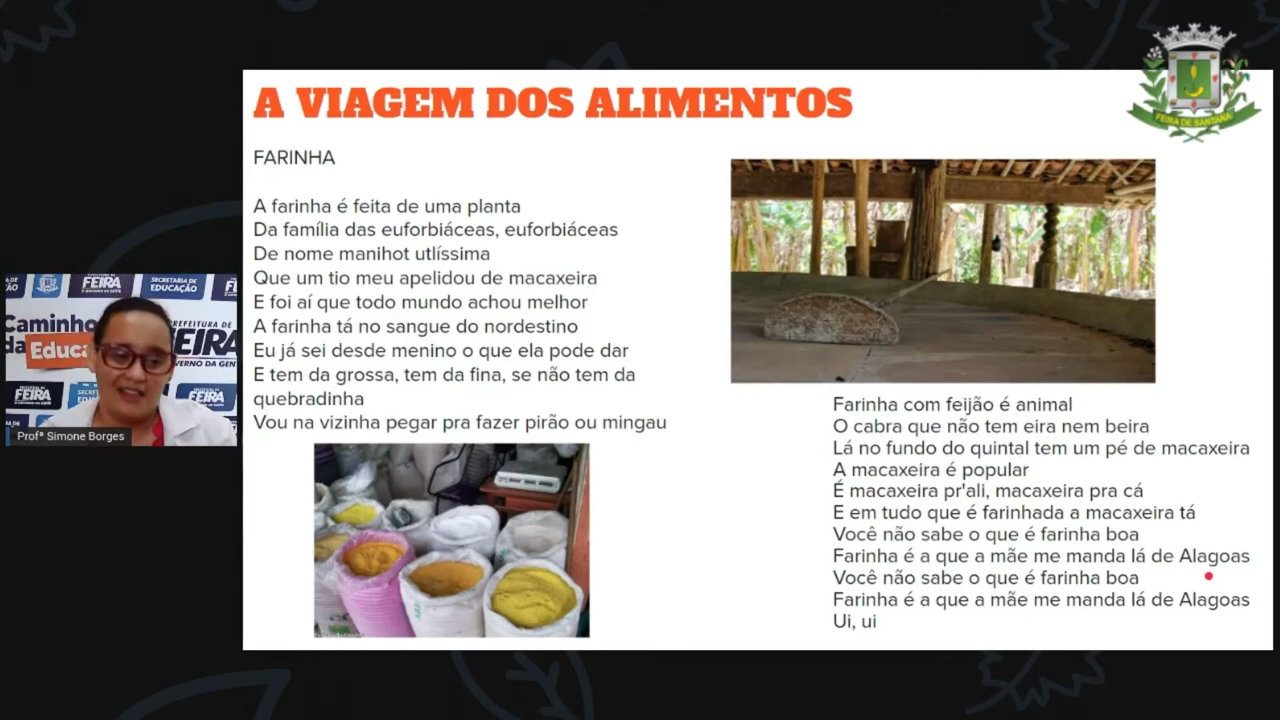 A VIAGEM DOS ALIMENTOS
FARINHA
A farinha é feita de uma planta
Da família das euforbiáceas, euforbiáceas
De nome manihot utlíssima
Que um tio meu apelidou de macaxeira
E foi aí que todo mundo achou melhor
A farinha tá no sangue do nordestino
Eu já sei desde menino o que ela pode dar
E tem da grossa, tem da fina, se não tem da
quebradinha
Vou na vizinha pegar pra fazer pirão ou mingau
Farinha com feijão é animal
O cabra que não tem eira nem beira
Lá no fundo do quintal tem um pé de macaxeira
A macaxeira é popular
É macaxeira pr'ali, macaxeira pra cá
E em tudo que é farinhada a macaxeira tá
Você não sabe o que é farinha boa
Farinha é a que a mãe me manda lá de Alagoas
Você não sabe o que é farinha boa
Farinha é a que a mãe me manda lá de Alagoas
Ui, ui
FEIRA DE SANTANA
FEIRA
SECRETARIA DE
EDUCAÇÃO
Caminho
da Educa
PREFEITURA DE
EIRA
VERNO DA GEN
FEIRA
FEIRA
Profª Simone Borges